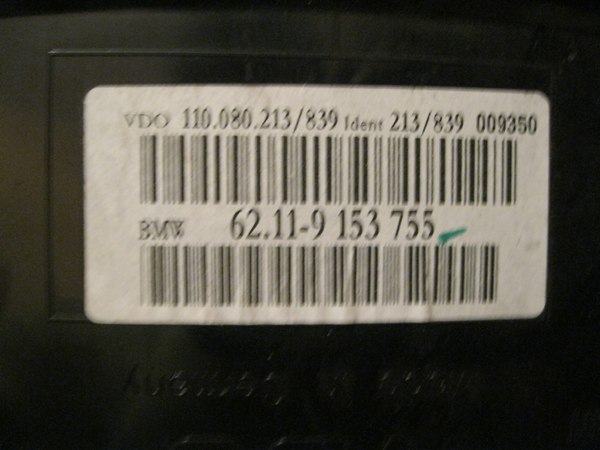 VDO 110.080.213/839 Ident 213/839 009350
BMW 62.11-9 153 755